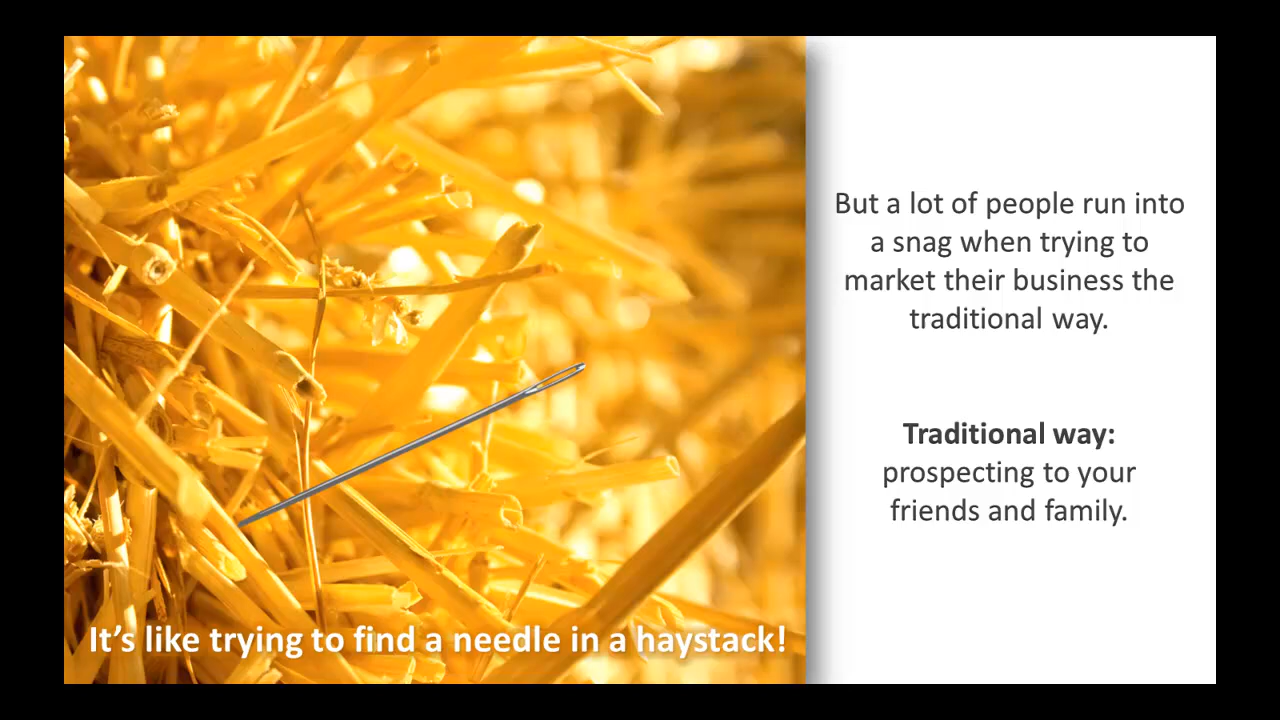 But a lot of people run into
a snag when trying to
market their business the
traditional way.
Traditional way:
prospecting to your
friends and family.
It’s like trying to find a needle in a haystack!